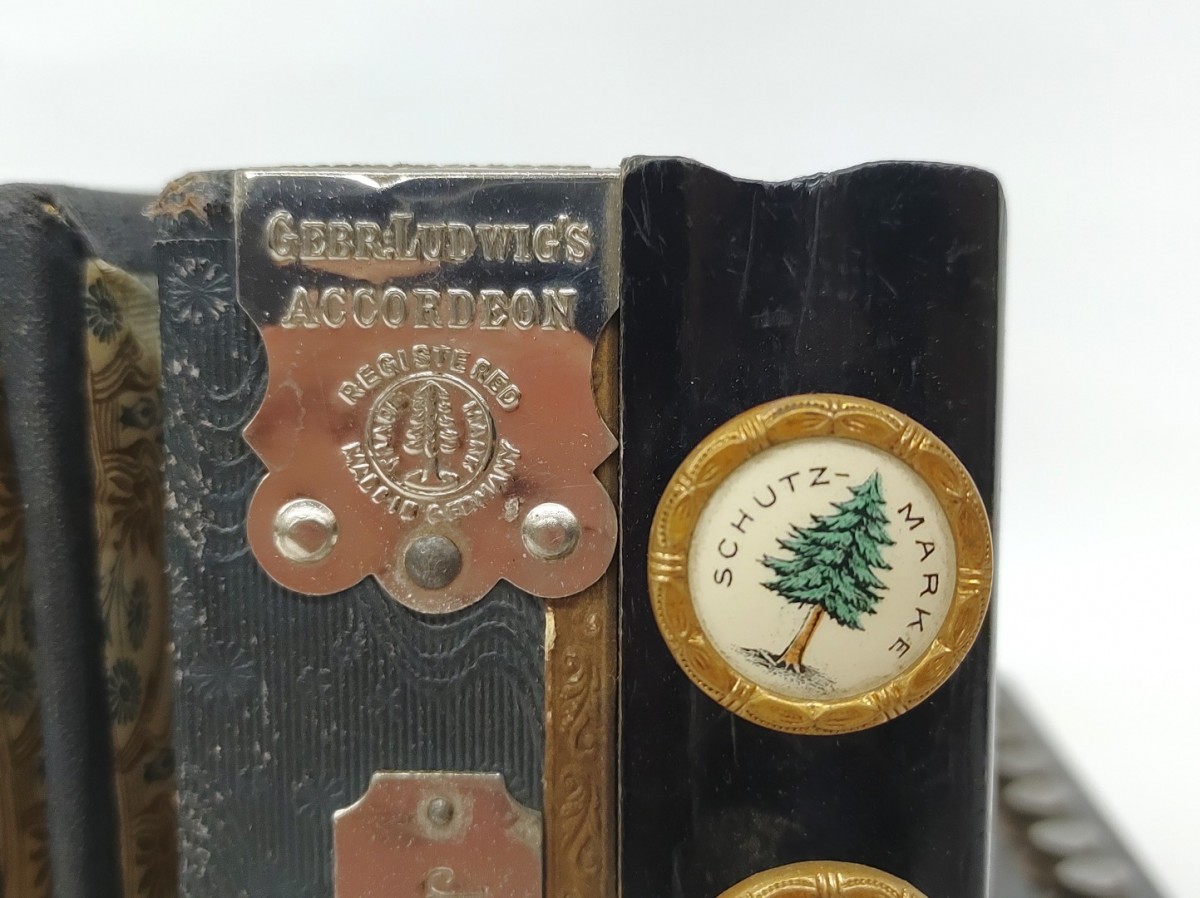 GEBR. LUDWIG'S
ACCORDEON
REGISTERED
MADE IN GERMANY
SCHUTZ-MARKE